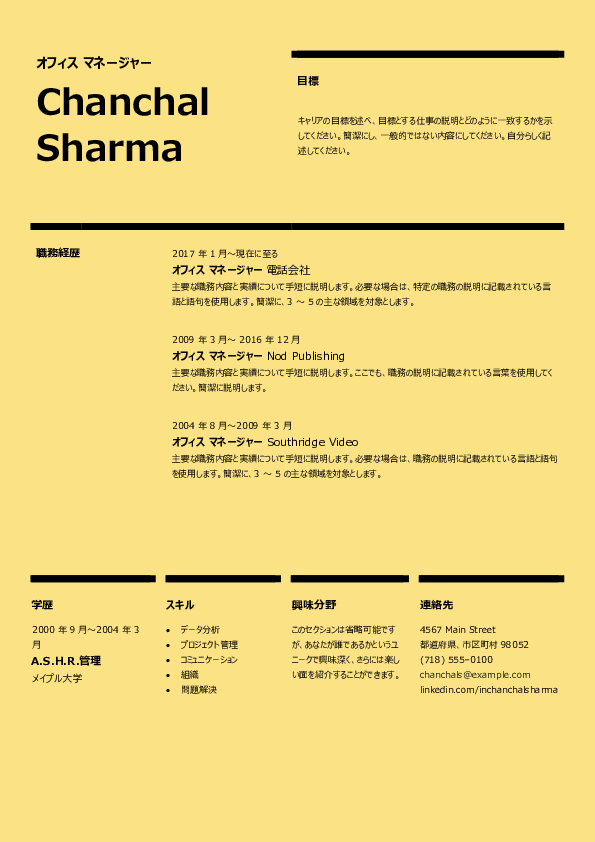 オフィス マネージャー
Chanchal
Sharma
目標
キャリアの目標を述べ、目標とする仕事の説明とどのように一致するかを示
してください。簡潔にし、一般的ではない内容にしてください。自分らしく記
述してください。
職務経歴
2017 年 1 月～現在に至る
オフィス マネージャー 電話会社
主要な職務内容と実績について手短に説明します。必要な場合は、特定の職務の説明に記載されている言
語と語句を使用します。簡潔に、3 ～ 5 の主な領域を対象とします。
2009 年 3 月～ 2016 年 12 月
オフィス マネージャー Nod Publishing
主要な職務内容と実績について手短に説明します。ここでも、職務の説明に記載されている言葉を使用してく
ださい。簡潔に説明します。
2004 年 8 月～2009 年 3 月
オフィス マネージャー Southridge Video
主要な職務内容と実績について手短に説明します。必要な場合は、職務の説明に記載されている言語と語句
を使用します。簡潔に、3 ～ 5 の主な領域を対象とします。
学歴
2000 年 9 月～2004 年 3
月
A.S.H.R.管理
メイプル大学
スキル
• データ分析
• プロジェクト管理
• コミュニケーション
• 組織
• 問題解決
興味分野
このセクションは省略可能です
が、あなたが誰であるかというユ
ニークで興味深く、さらには楽し
い面を紹介することができます。
連絡先
4567 Main Street
都道府県、市区町村 98052
(718) 555–0100
chanchals@example.com
linkedin.com/inchanchalsharma